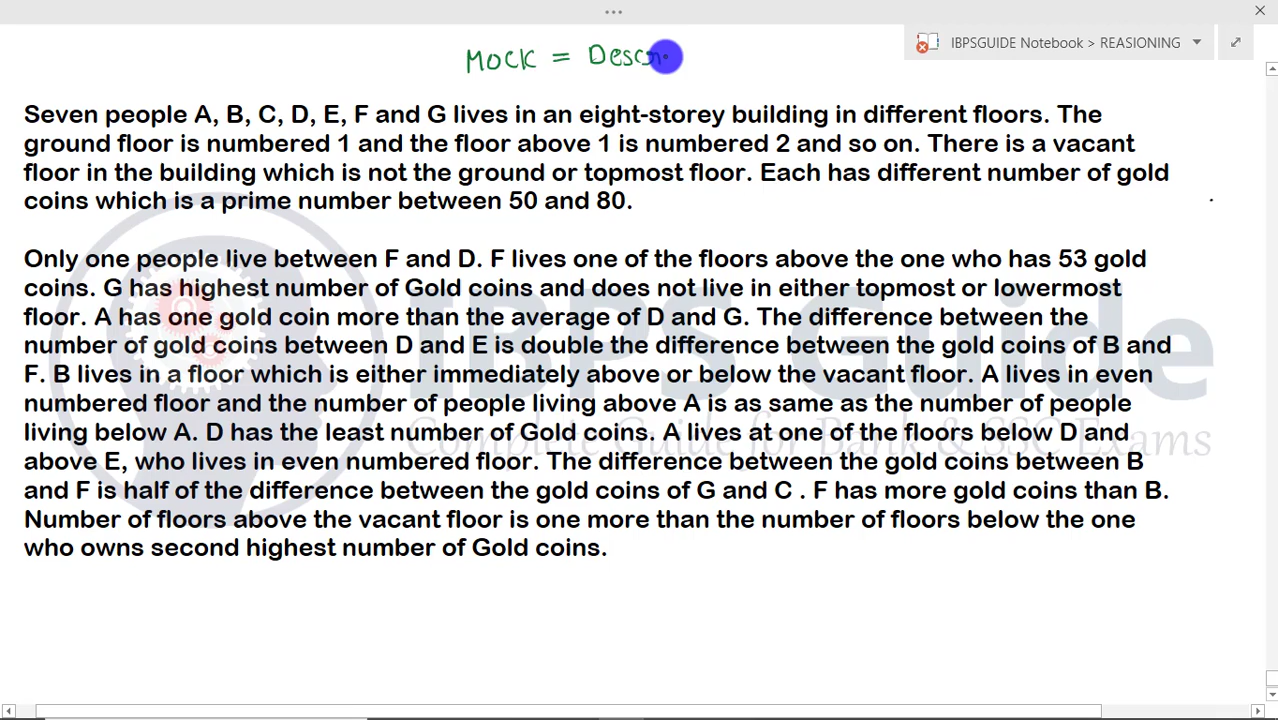 IBPSGUIDE Notebook > REASIONING
Mock =
Seven people A, B, C, D, E, F and G lives in an eight-storey building in different floors. The
ground floor is numbered 1 and the floor above 1 is numbered 2 and so on. There is a vacant
floor in the building which is not the ground or topmost floor. Each has different number of gold
coins which is a prime number between 50 and 80.
Only one people live between F and D. F lives one of the floors above the one who has 53 gold
coins. G has highest number of Gold coins and does not live in either topmost or lowermost
floor. A has one gold coin more than the average of D and G. The difference between the
number of gold coins between D and E is double the difference between the gold coins of B and
F. B lives in a floor which is either immediately above or below the vacant floor. A lives in even
numbered floor and the number of people living above A is as same as the number of people
living below A. D has the least number of Gold coins. A lives at one of the floors below D and
above E, who lives in even numbered floor. The difference between the gold coins between B
and F is half of the difference between the gold coins of G and C . F has more gold coins than B.
Number of floors above the vacant floor is one more than the number of floors below the one
who owns second highest number of Gold coins.
IBPS Guide
Complete Guide for Bank & SSC Exams